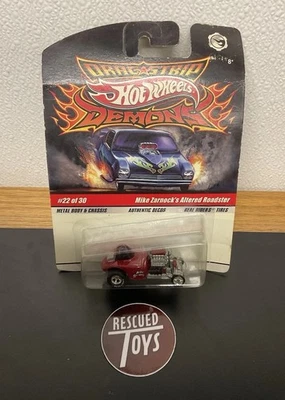 DRAG STRIP
Hot Wheels
DEMONS
#22 of 30
Mike Zarnock's Altered Roadster
METAL BODY & CHASSIS AUTHENTIC DECOR REAL RIDERS TIRES
RESCUED
TOYS